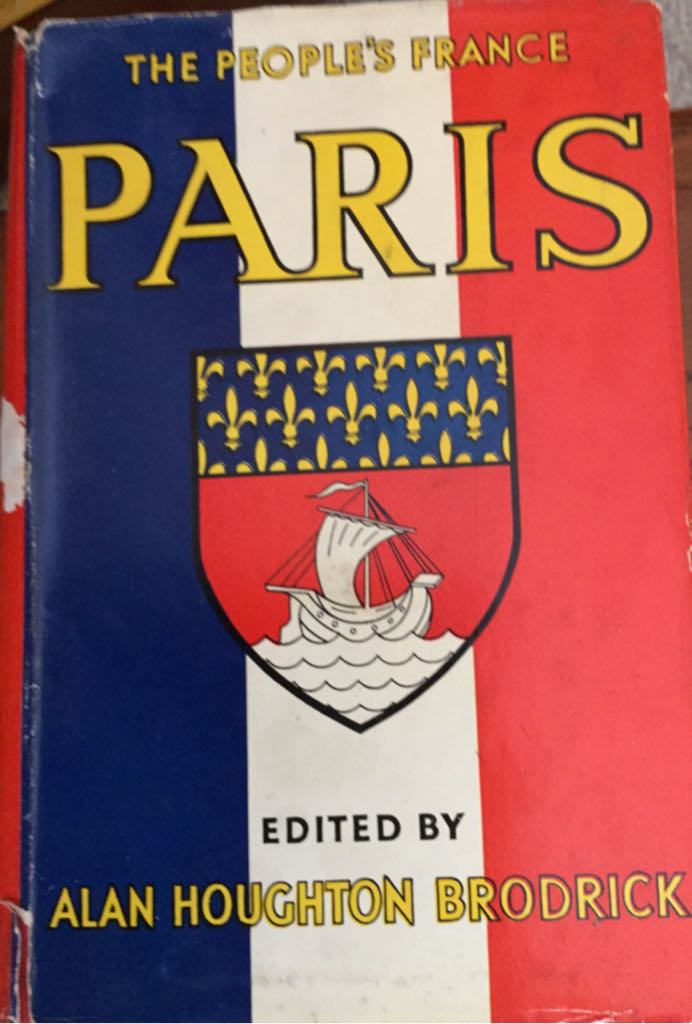 THE PEOPLE'S FRANCE
PARIS
EDITED BY
ALAN HOUGHTON BRODRICK